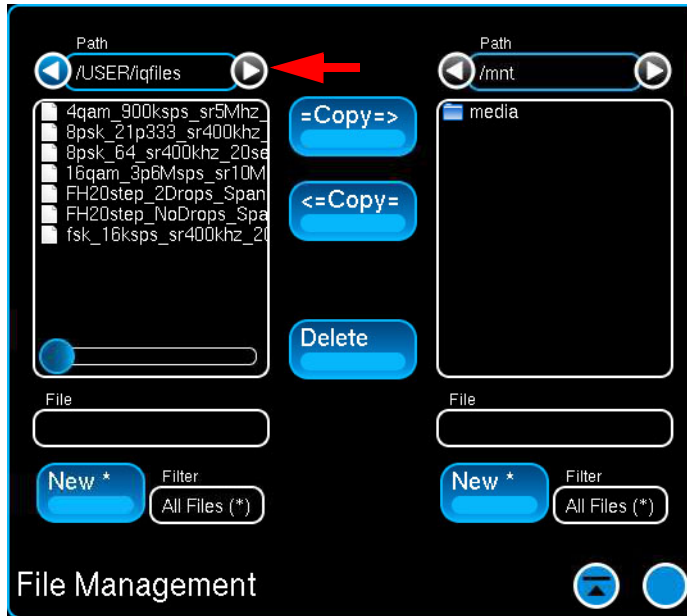 Path
/USER/iqfiles
4qam_900ksps_sr5Mhz_
8psk_21p333_sr400khz_
8psk_64_sr400khz_20se
16qam_3p6Msps_sr10M
FH20step_2Drops_Span
FH20step_NoDrops_Spa
fsk_16ksps_sr400khz_20
File
New *
Filter
All Files (*)
=Copy=>
<=Copy=
Delete
Path
/mnt
media
File
New *
Filter
All Files (*)
File Management